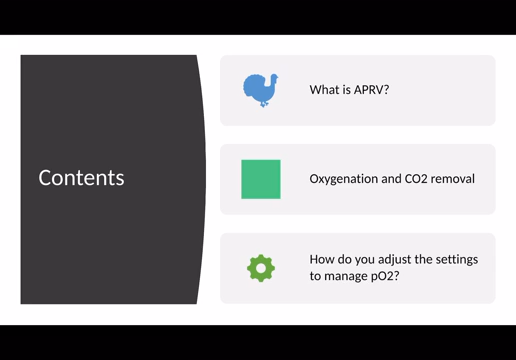 Contents
What is APRV?
Oxygenation and CO2 removal
How do you adjust the settings
to manage pO2?